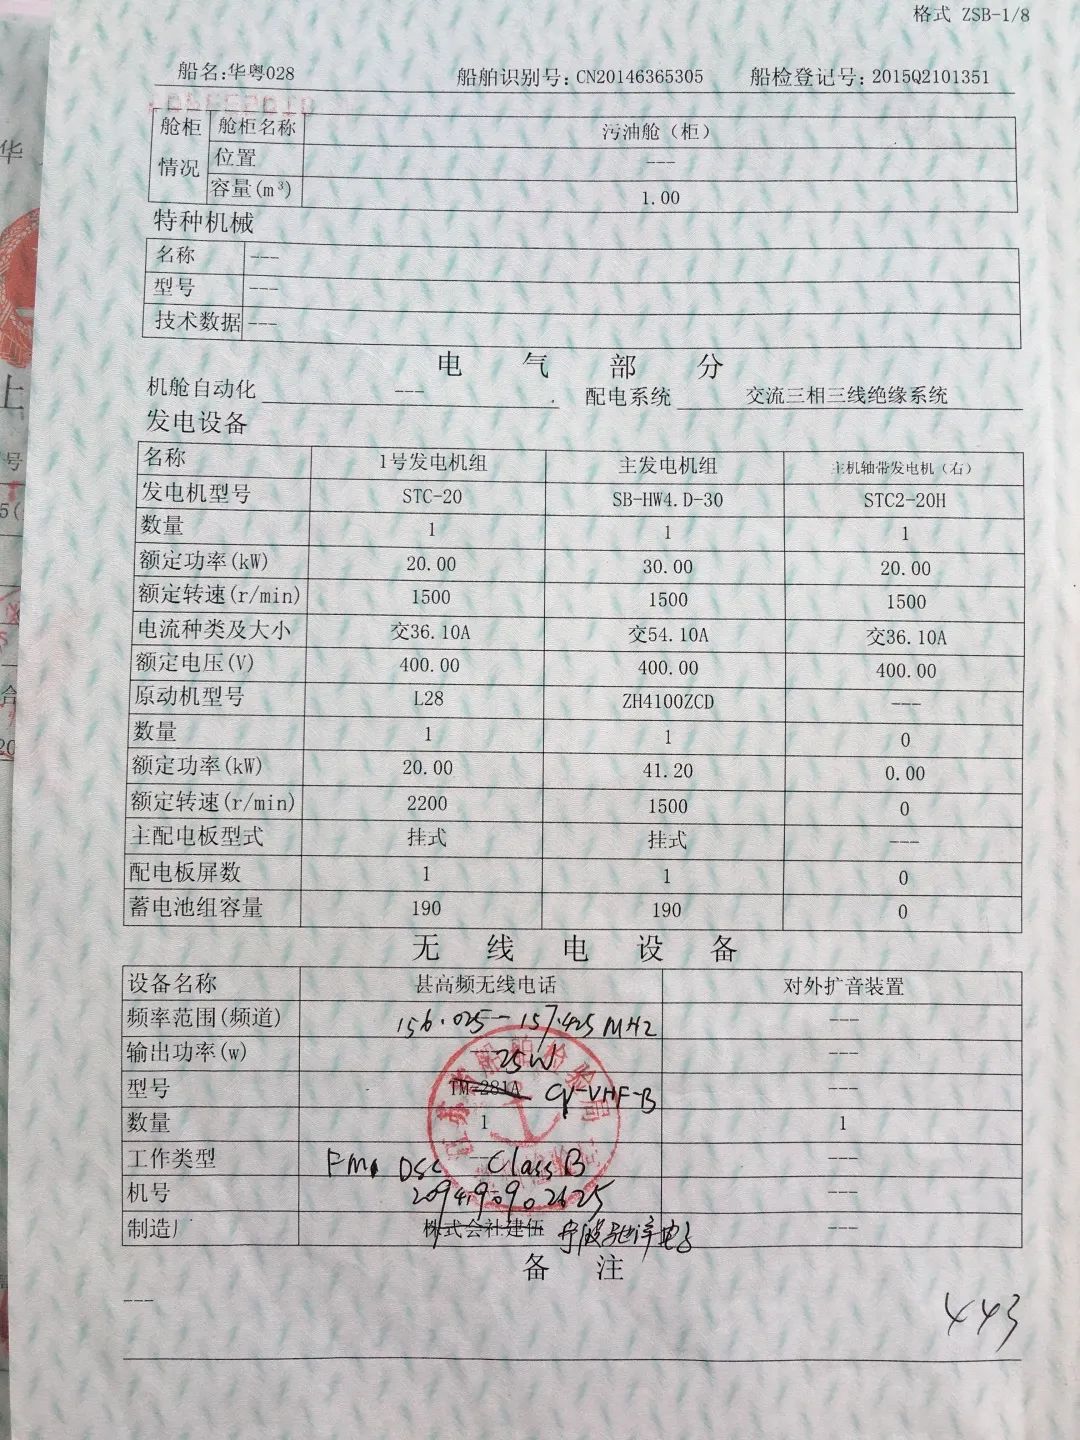 格式 ZSB-1/8
船名:华粤028 船舶识别号:CN20146365305 船检登记号:2015Q2101351
舱柜情况 舱柜名称 污油舱（柜）
位置 ---
容量(m³) 1.00
特种机械
名称 ---
型号 ---
技术数据 ---
电气部分
机舱自动化 --- 配电系统 交流三相三线绝缘系统
发电设备
名称 1号发电机组 主发电机组 主机轴带发电机（右）
发电机型号 STC-20 SB-HW4.D-30 STC2-20H
数量 1 1 1
额定功率(kW) 20.00 30.00 20.00
额定转速(r/min) 1500 1500 1500
电流种类及大小 交36.10A 交54.10A 交36.10A
额定电压(V) 400.00 400.00 400.00
原动机型号 L28 ZH4100ZCD ---
数量 1 1 0
额定功率(kW) 20.00 41.20 0.00
额定转速(r/min) 2200 1500 0
主配电板型式 挂式 挂式 ---
配电板屏数 1 1 0
蓄电池组容量 190 190 0
无线电设备
设备名称 甚高频无线电话 对外扩音装置
频率范围(频道) 156.025-157.425MHz ---
输出功率(w) 25W ---
型号 TM-281A CY-VHF-B ---
数量 1 1
工作类型 FM, DSC Class B ---
机号 ---
制造厂 株式会社建伍 宁波驰洋电子 ---
备注
---
443